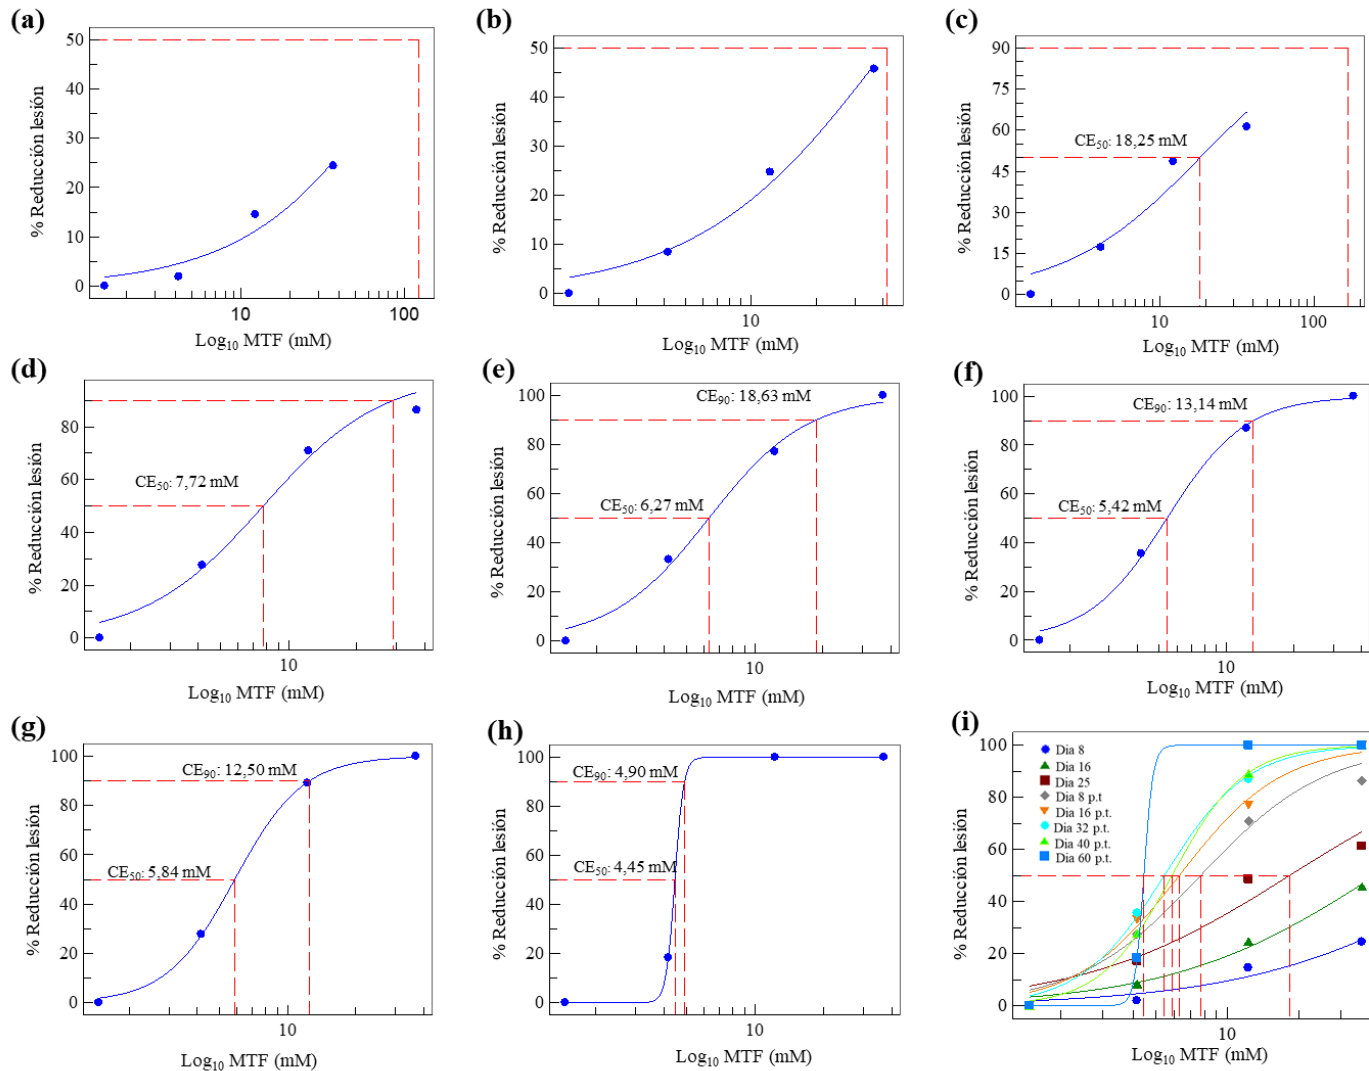 (a)
50
40
30
20
10
0
% Reducción lesión
10
100
Log₁₀ MTF (mM)
(b)
50
40
30
20
10
0
% Reducción lesión
10
Log₁₀ MTF (mM)
(c)
90
75
60
45
30
15
0
% Reducción lesión
CE₅₀: 18,25 mM
10
100
Log₁₀ MTF (mM)
(d)
80
60
40
20
0
% Reducción lesión
CE₅₀: 7,72 mM
10
Log₁₀ MTF (mM)
(e)
100
80
60
40
20
0
% Reducción lesión
CE₉₀: 18,63 mM
CE₅₀: 6,27 mM
10
Log₁₀ MTF (mM)
(f)
100
80
60
40
20
0
% Reducción lesión
CE₉₀: 13,14 mM
CE₅₀: 5,42 mM
10
Log₁₀ MTF (mM)
(g)
100
80
60
40
20
0
% Reducción lesión
CE₉₀: 12,50 mM
CE₅₀: 5,84 mM
10
Log₁₀ MTF (mM)
(h)
100
80
60
40
20
0
% Reducción lesión
CE₉₀: 4,90 mM
CE₅₀: 4,45 mM
10
Log₁₀ MTF (mM)
(i)
100
80
60
40
20
0
% Reducción lesión
Dia 8
Dia 16
Dia 25
Dia 8 p.t
Dia 16 p.t.
Dia 32 p.t.
Dia 40 p.t.
Dia 60 p.t.
10
Log₁₀ MTF (mM)